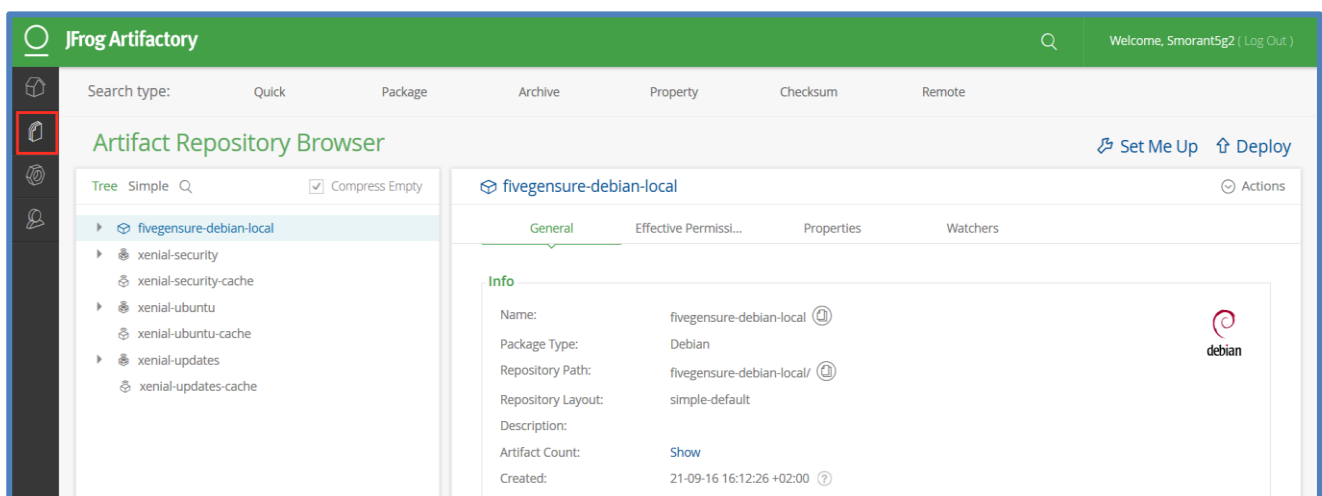 JFrog Artifactory
Welcome, Smorant5g2 ( Log Out )
Search type: Quick Package Archive Property Checksum Remote
Artifact Repository Browser
Set Me Up Deploy
Tree Simple Compress Empty
fivegensure-debian-local
xenial-security
xenial-security-cache
xenial-ubuntu
xenial-ubuntu-cache
xenial-updates
xenial-updates-cache
fivegensure-debian-local Actions
General Effective Permissi... Properties Watchers
Info
Name: fivegensure-debian-local
Package Type: Debian
Repository Path: fivegensure-debian-local/
Repository Layout: simple-default
Description:
Artifact Count: Show
Created: 21-09-16 16:12:26 +02:00 ?
debian